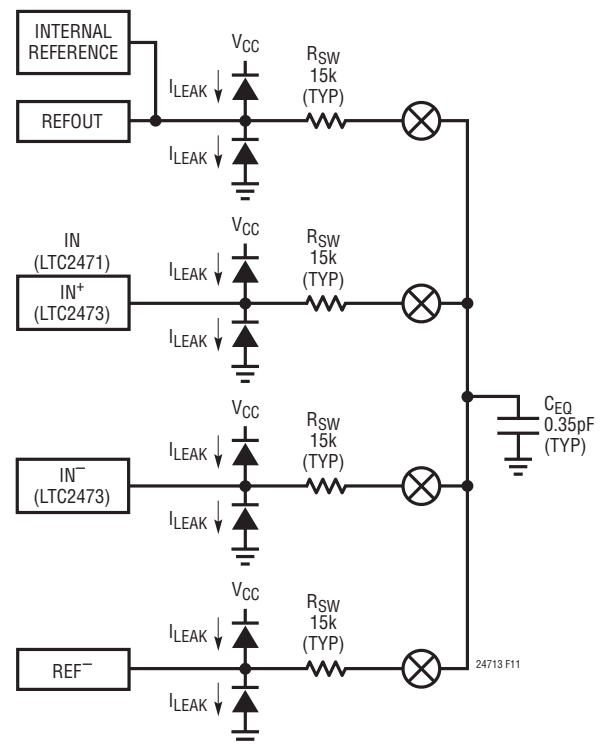 INTERNAL
REFERENCE
REFOUT
VCC
ILEAK
ILEAK
RSW
15k
(TYP)
IN
(LTC2471)
IN+
(LTC2473)
VCC
ILEAK
ILEAK
RSW
15k
(TYP)
IN−
(LTC2473)
VCC
ILEAK
ILEAK
RSW
15k
(TYP)
CEQ
0.35pF
(TYP)
REF−
VCC
ILEAK
ILEAK
RSW
15k
(TYP)
24713 F11